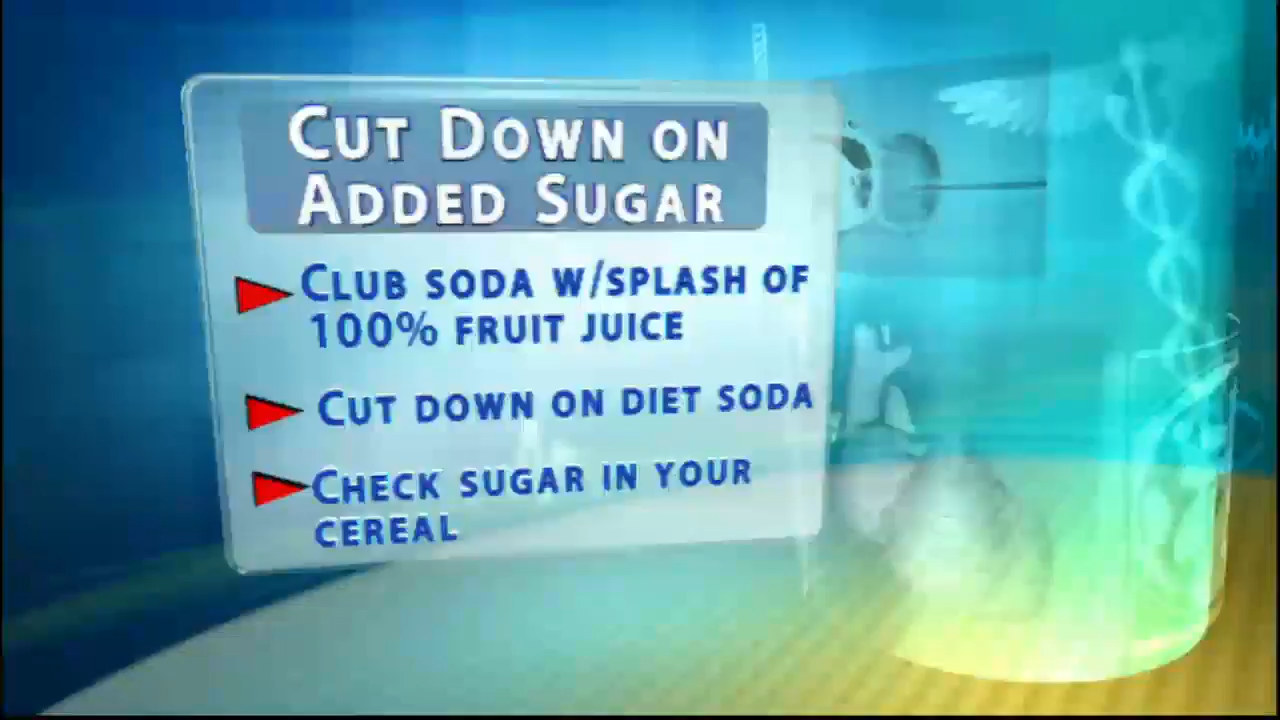 CUT DOWN ON
ADDED SUGAR
CLUB SODA W/SPLASH OF
100% FRUIT JUICE
CUT DOWN ON DIET SODA
CHECK SUGAR IN YOUR
CEREAL